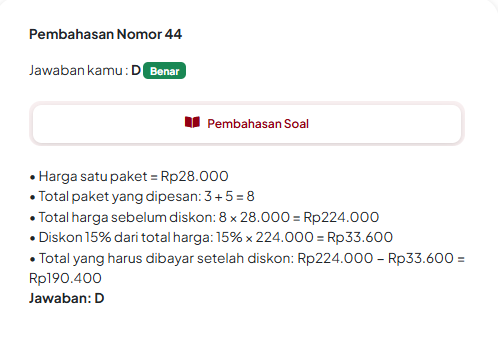 Pembahasan Nomor 44
Jawaban kamu : D Benar
Pembahasan Soal
• Harga satu paket = Rp28.000
• Total paket yang dipesan: 3 + 5 = 8
• Total harga sebelum diskon: 8 × 28.000 = Rp224.000
• Diskon 15% dari total harga: 15% × 224.000 = Rp33.600
• Total yang harus dibayar setelah diskon: Rp224.000 – Rp33.600 =
Rp190.400
Jawaban: D